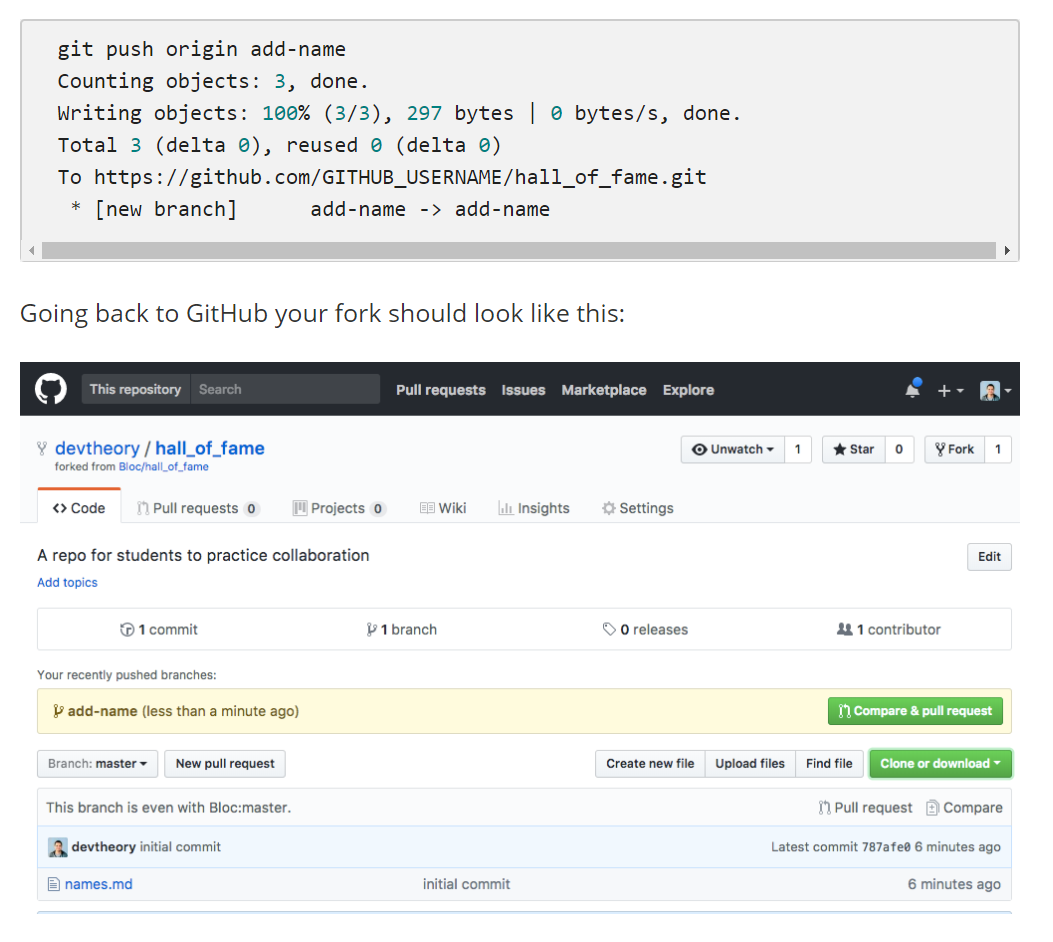 git push origin add-name
Counting objects: 3, done.
Writing objects: 100% (3/3), 297 bytes | 0 bytes/s, done.
Total 3 (delta 0), reused 0 (delta 0)
To https://github.com/GITHUB_USERNAME/hall_of_fame.git
* [new branch]      add-name -> add-name
Going back to GitHub your fork should look like this:
This repository Search Pull requests Issues Marketplace Explore
devtheory / hall_of_fame Unwatch 1 Star 0 Fork 1
forked from Bloc/hall_of_fame
<> Code Pull requests 0 Projects 0 Wiki Insights Settings
A repo for students to practice collaboration Edit
Add topics
1 commit 1 branch 0 releases 1 contributor
Your recently pushed branches:
add-name (less than a minute ago) Compare & pull request
Branch: master New pull request Create new file Upload files Find file Clone or download
This branch is even with Bloc:master. Pull request Compare
devtheory initial commit Latest commit 787afe0 6 minutes ago
names.md initial commit 6 minutes ago